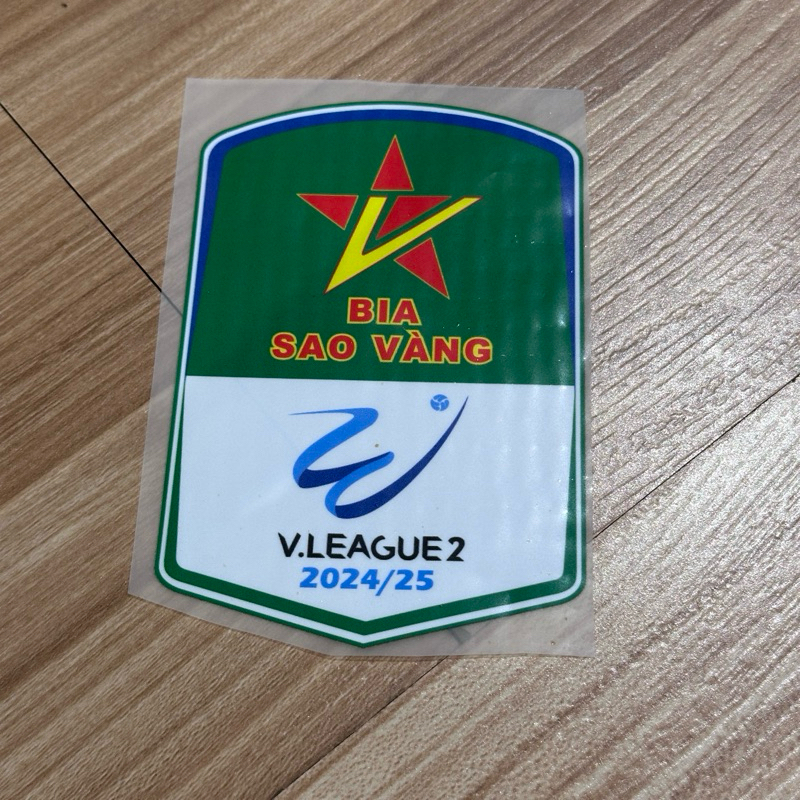 BIA
SAO VÀNG
V.LEAGUE 2
2024/25